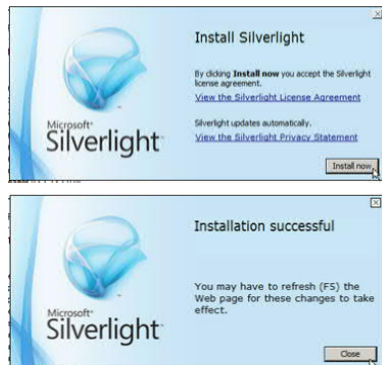 Install Silverlight
By clicking Install now you accept the Silverlight
license agreement.
View the Silverlight License Agreement
Silverlight updates automatically.
View the Silverlight Privacy Statement
Microsoft®
Silverlight
Install now
Installation successful
You may have to refresh (F5) the
Web page for these changes to take
effect.
Microsoft®
Silverlight
Close